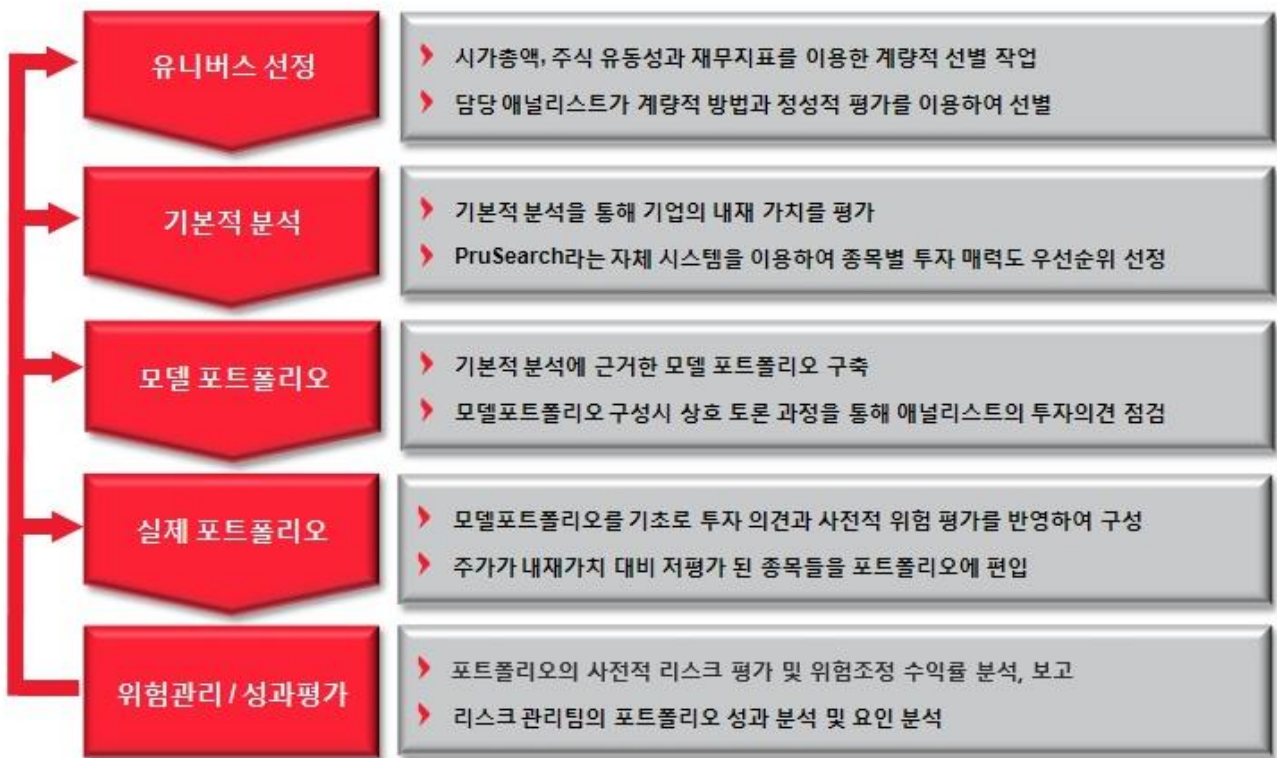 유니버스 선정
시가총액, 주식 유동성과 재무지표를 이용한 계량적 선별 작업
담당 애널리스트가 계량적 방법과 정성적 평가를 이용하여 선별
기본적 분석
기본적 분석을 통해 기업의 내재 가치를 평가
PruSearch라는 자체 시스템을 이용하여 종목별 투자 매력도 우선순위 선정
모델 포트폴리오
기본적 분석에 근거한 모델 포트폴리오 구축
모델포트폴리오 구성시 상호 토론 과정을 통해 애널리스트의 투자의견 점검
실제 포트폴리오
모델포트폴리오를 기초로 투자 의견과 사전적 위험 평가를 반영하여 구성
주가가 내재가치 대비 저평가 된 종목들을 포트폴리오에 편입
위험관리 / 성과평가
포트폴리오의 사전적 리스크 평가 및 위험조정 수익률 분석, 보고
리스크 관리팀의 포트폴리오 성과 분석 및 요인 분석